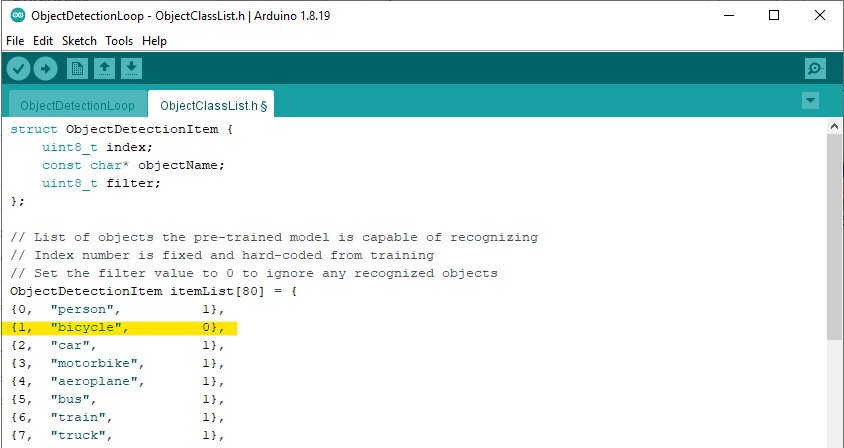 ObjectDetectionLoop - ObjectClassList.h | Arduino 1.8.19
File Edit Sketch Tools Help
ObjectDetectionLoop ObjectClassList.h §
struct ObjectDetectionItem {
    uint8_t index;
    const char* objectName;
    uint8_t filter;
};
// List of objects the pre-trained model is capable of recognizing
// Index number is fixed and hard-coded from training
// Set the filter value to 0 to ignore any recognized objects
ObjectDetectionItem itemList[80] = {
{0,  "person",         1},
{1,  "bicycle",        0},
{2,  "car",            1},
{3,  "motorbike",      1},
{4,  "aeroplane",      1},
{5,  "bus",            1},
{6,  "train",          1},
{7,  "truck",          1},